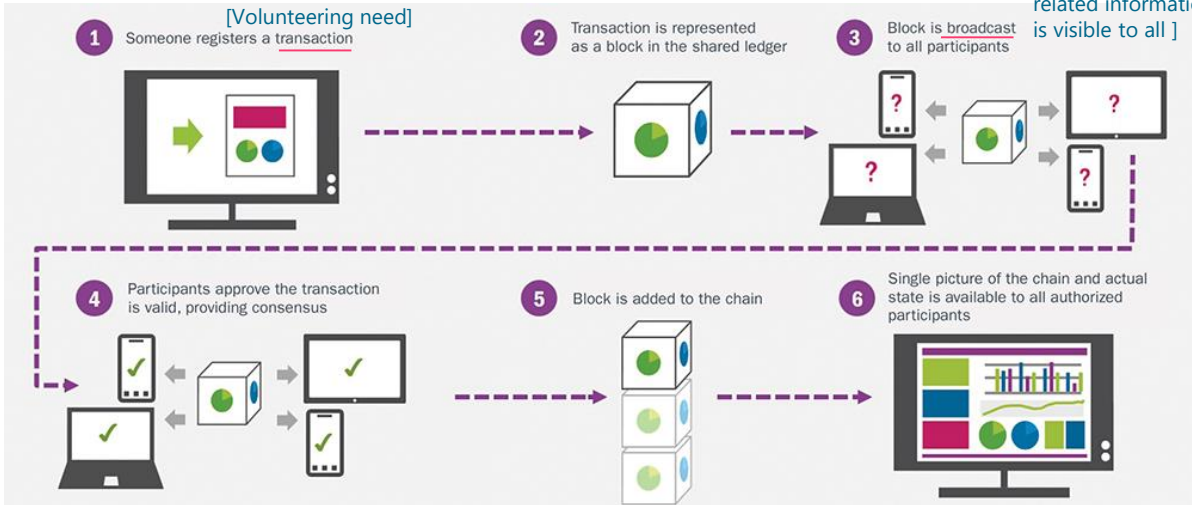 [Volunteering need]
1 Someone registers a transaction
2 Transaction is represented
as a block in the shared ledger
related information
is visible to all ]
3 Block is broadcast
to all participants
?
?
?
?
4 Participants approve the transaction
is valid, providing consensus
5 Block is added to the chain
6 Single picture of the chain and actual
state is available to all authorized
participants